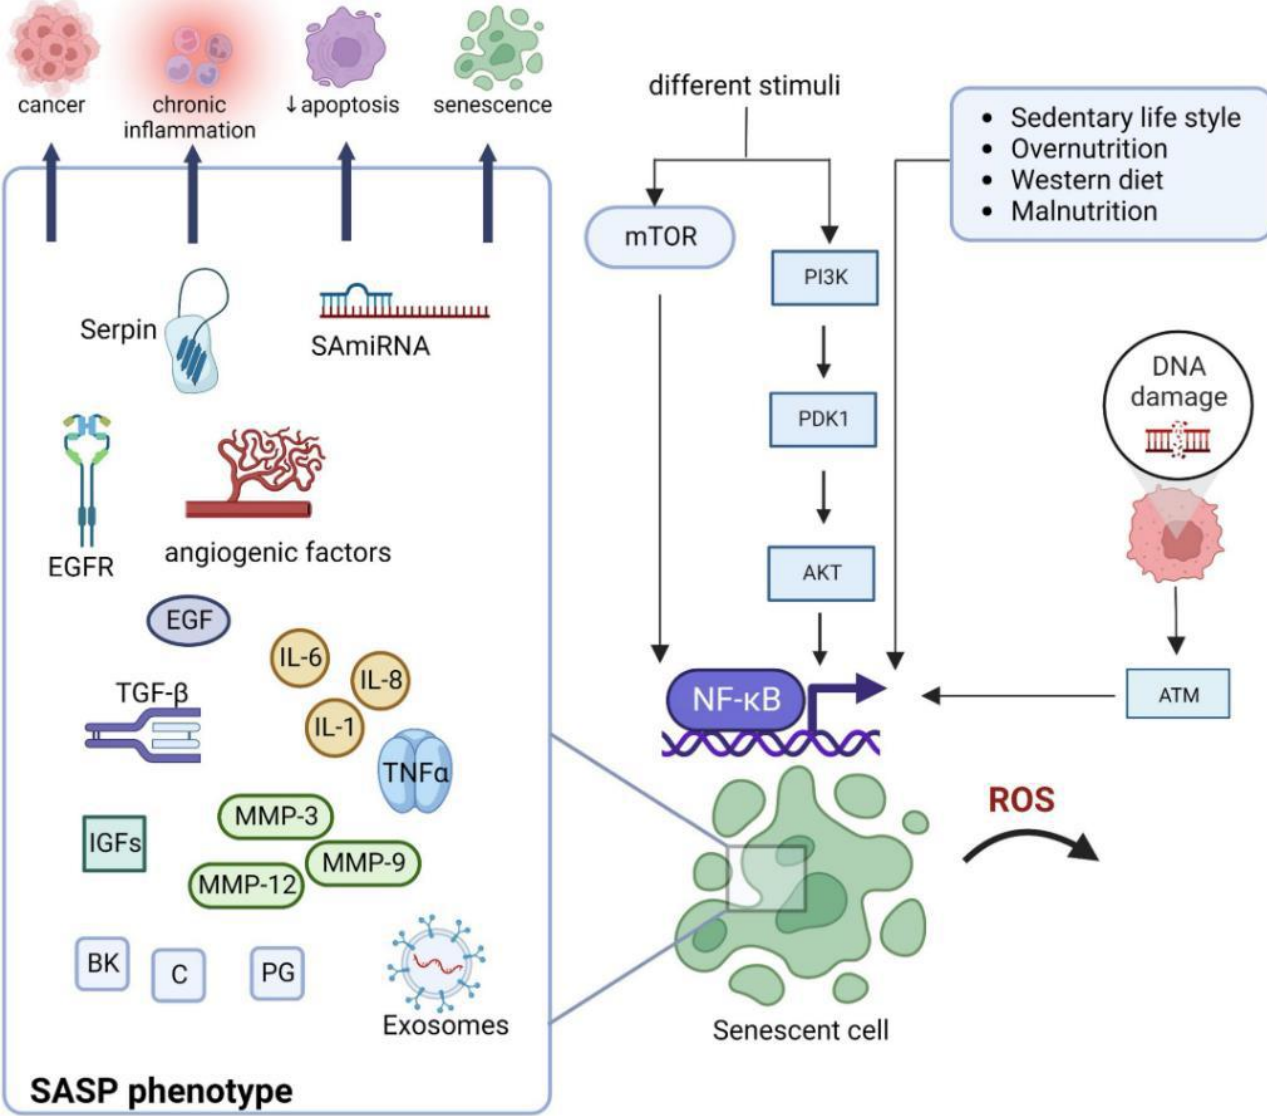 cancer
chronic
inflammation
↓apoptosis
senescence
different stimuli
• Sedentary life style
• Overnutrition
• Western diet
• Malnutrition
mTOR
PI3K
Serpin
SAmiRNA
DNA
damage
PDK1
EGFR
angiogenic factors
AKT
EGF
IL-6
IL-8
TGF-β
IL-1
NF-κB
ATM
TNFα
MMP-3
ROS
IGFs
MMP-9
MMP-12
BK
C
PG
Exosomes
Senescent cell
SASP phenotype